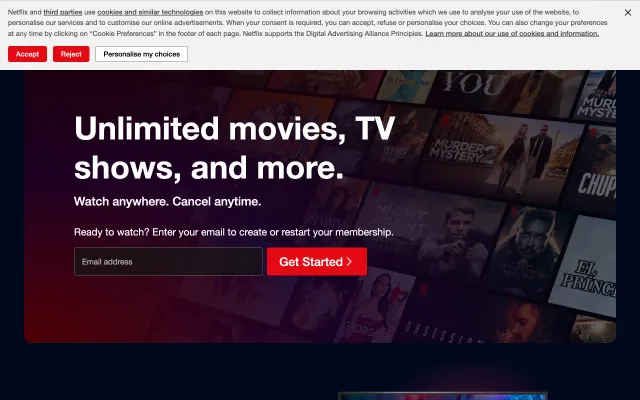 Netflix and third parties use cookies and similar technologies on this website to collect information about your browsing activities which we use to analyse your use of the website, to
personalise our services and to customise our online advertisements. When your consent is required, you can accept, refuse or personalise your choices. You can also change your preferences
at any time by clicking on “Cookie Preferences” in the footer of each page. Netflix supports the Digital Advertising Alliance Principles. Learn more about our use of cookies and information.
Accept
Reject
Personalise my choices
YOU
MURDER
MYSTERY 2
CHUP
Unlimited movies, TV
shows, and more.
Watch anywhere. Cancel anytime.
Ready to watch? Enter your email to create or restart your membership.
Email address
Get Started
NIGHT
AGENT
EL
PRÍNC
GEORG
OBSESSION